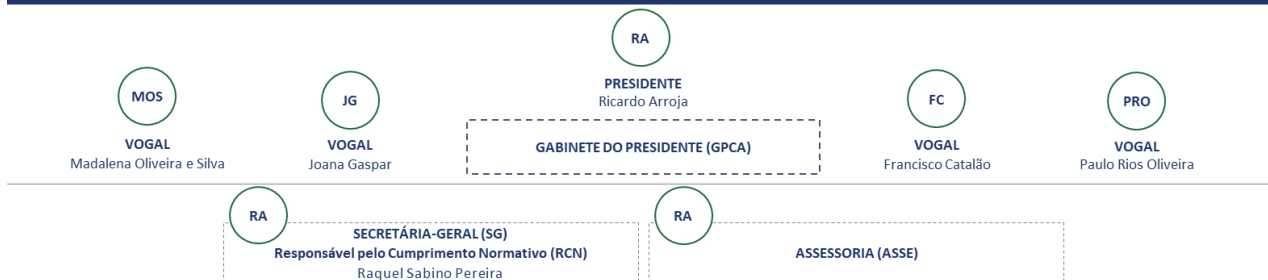 RA
PRESIDENTE
Ricardo Arroja
MOS
VOGAL
Madalena Oliveira e Silva
JG
VOGAL
Joana Gaspar
GABINETE DO PRESIDENTE (GPCA)
FC
VOGAL
Francisco Catalão
PRO
VOGAL
Paulo Rios Oliveira
RA
SECRETÁRIA-GERAL (SG)
Responsável pelo Cumprimento Normativo (RCN)
Raquel Sabino Pereira
RA
ASSESSORIA (ASSE)